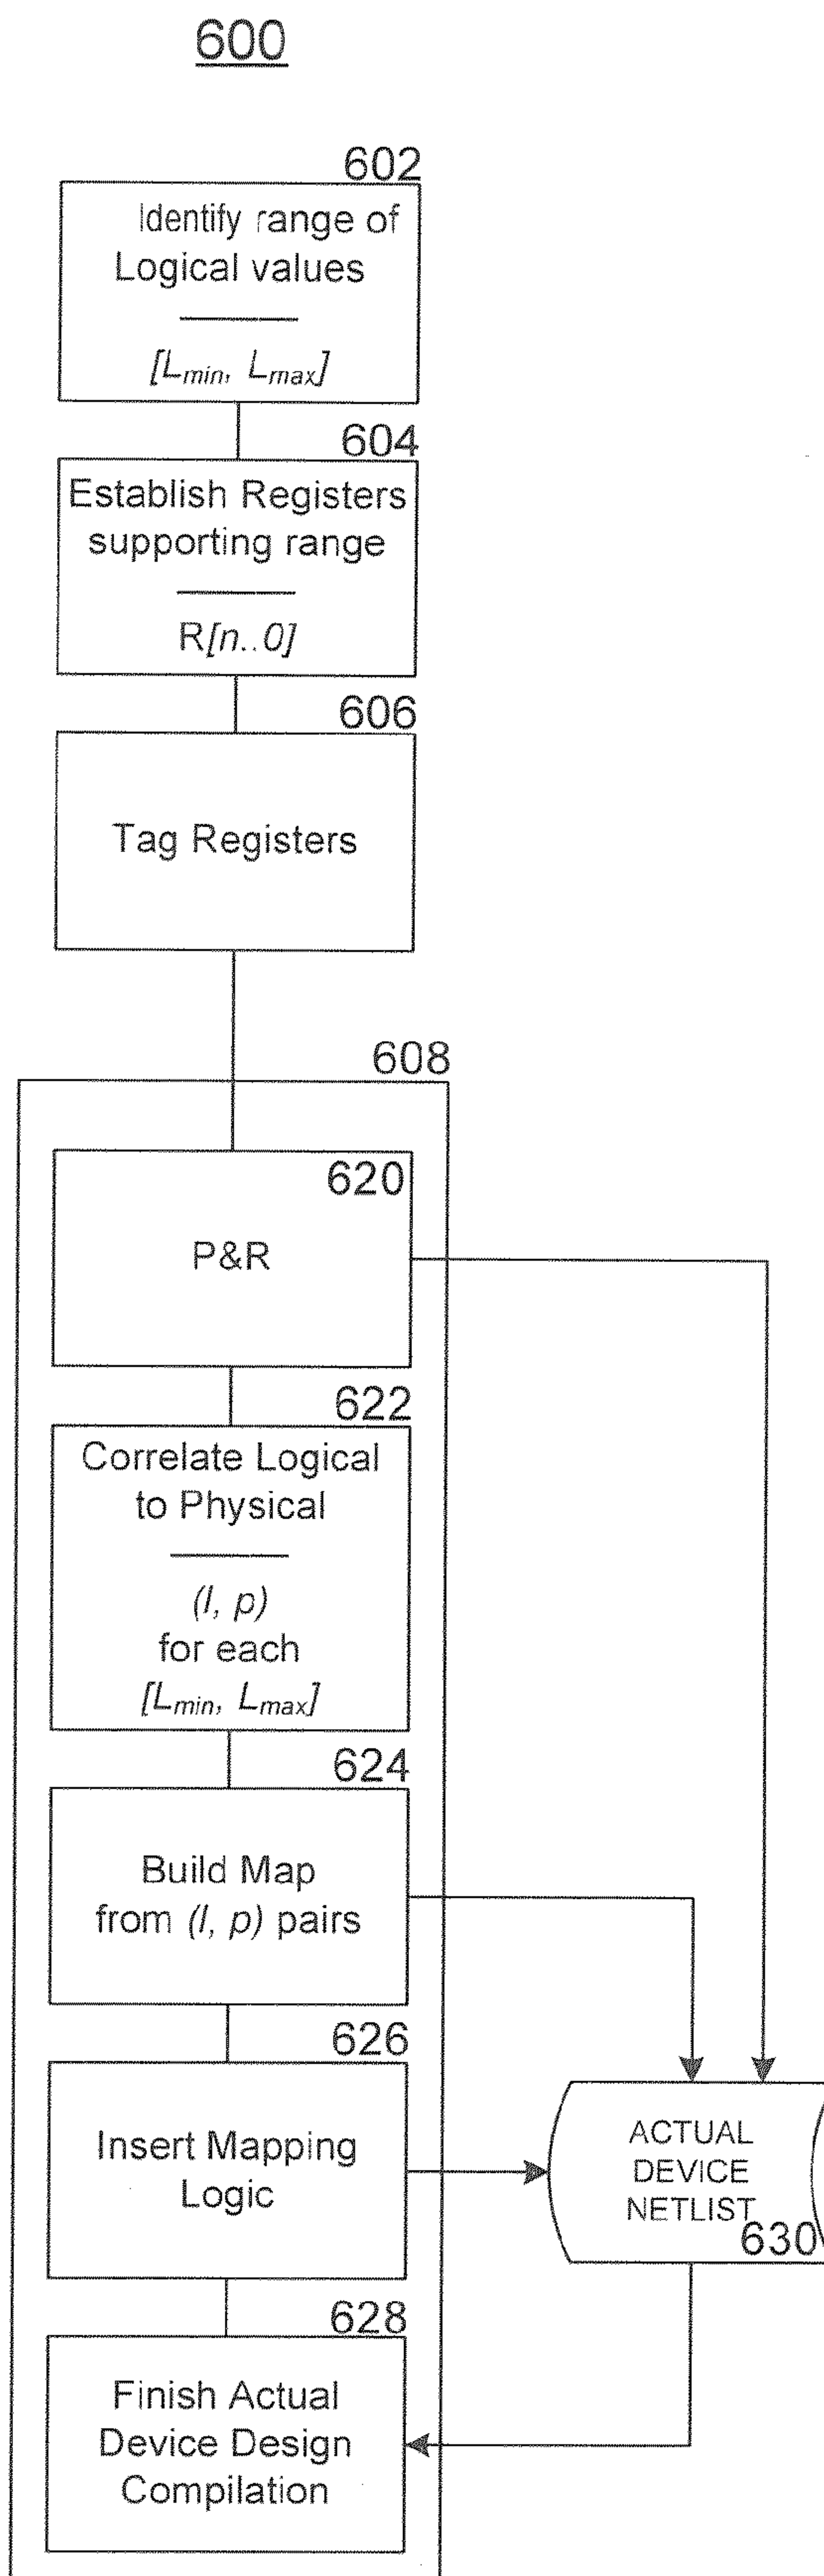 600
602
Identify range of
Logical values
[Lmin, Lmax]
604
Establish Registers
supporting range
R[n..0]
606
Tag Registers
608
620
P&R
622
Correlate Logical
to Physical
(l, p)
for each
[Lmin, Lmax]
624
Build Map
from (l, p) pairs
626
Insert Mapping
Logic
ACTUAL
DEVICE
NETLIST
630
628
Finish Actual
Device Design
Compilation